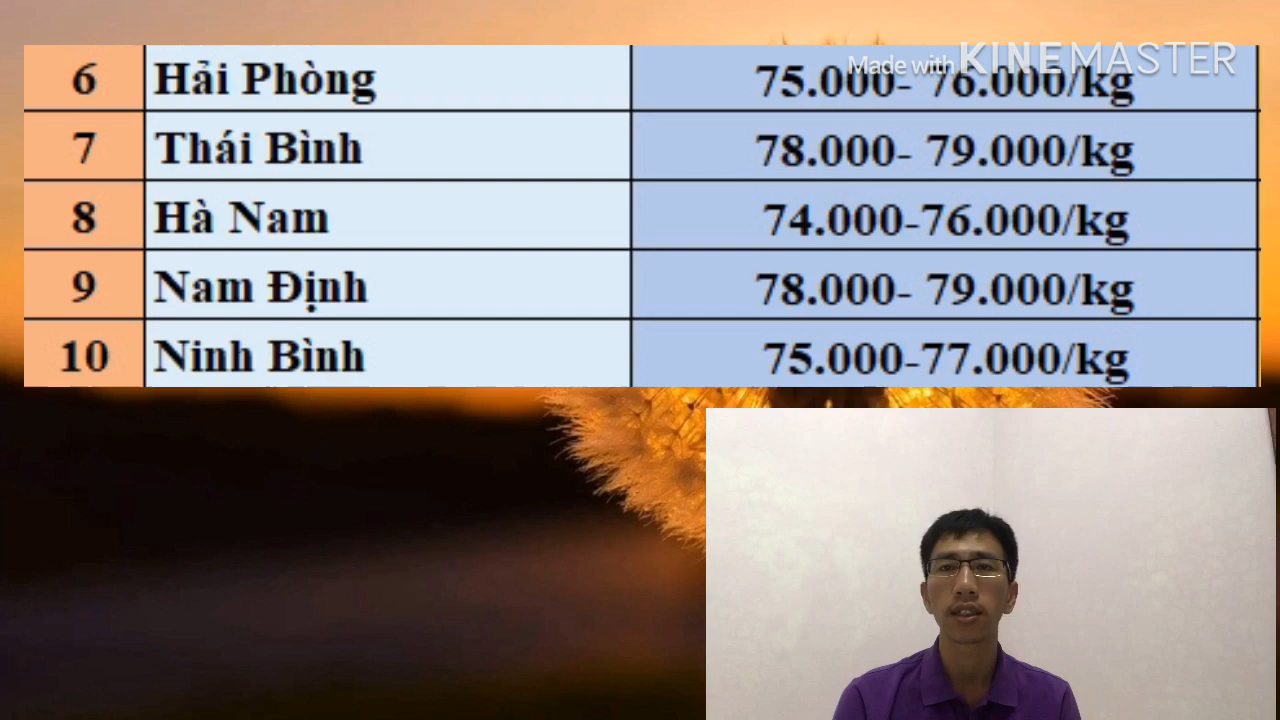 Made with KINEMASTER
6 Hải Phòng 75.000- 76.000/kg
7 Thái Bình 78.000- 79.000/kg
8 Hà Nam 74.000-76.000/kg
9 Nam Định 78.000- 79.000/kg
10 Ninh Bình 75.000-77.000/kg